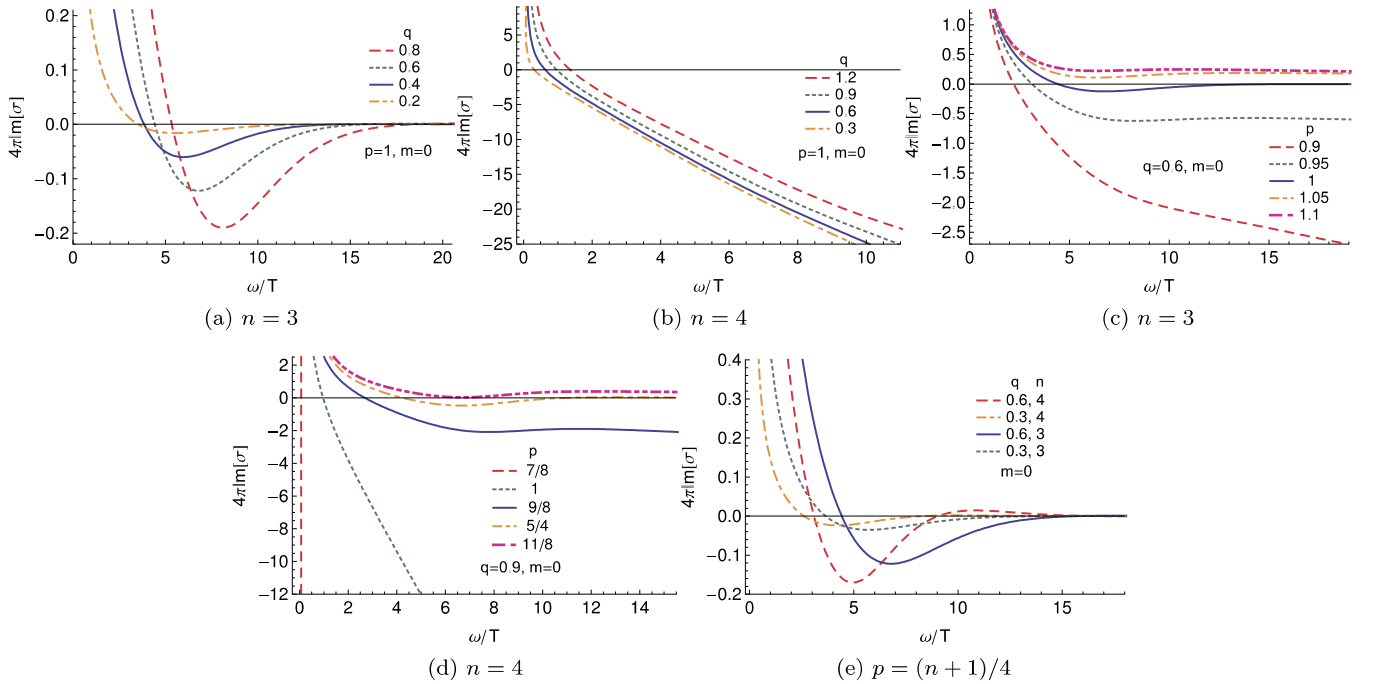 0.2
0.1
0.0
−0.1
−0.2
4πIm[σ]
q
0.8
0.6
0.4
0.2
p=1, m=0
0 5 10 15 20
ω/T
(a) n = 3
5
0
−5
−10
−15
−20
−25
4πIm[σ]
q
1.2
0.9
0.6
0.3
p=1, m=0
0 2 4 6 8 10
ω/T
(b) n = 4
1.0
0.5
0.0
−0.5
−1.0
−1.5
−2.0
−2.5
4πIm[σ]
q=0.6, m=0
p
0.9
0.95
1
1.05
1.1
0 5 10 15
ω/T
(c) n = 3
2
0
−2
−4
−6
−8
−10
−12
4πIm[σ]
p
7/8
1
9/8
5/4
11/8
q=0.9, m=0
0 2 4 6 8 10 12 14
ω/T
(d) n = 4
0.4
0.3
0.2
0.1
0.0
−0.1
−0.2
4πIm[σ]
q n
0.6, 4
0.3, 4
0.6, 3
0.3, 3
m=0
0 5 10 15
ω/T
(e) p = (n + 1)/4